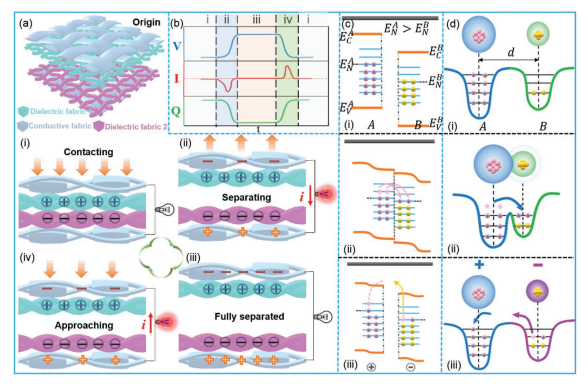 (a) Origin
Dielectric fabric 1
Conductive fabric
Dielectric fabric 2
(b) i ii iii iv i
V
I
Q
t
(c) E_N^A > E_N^B
E_C^A
E_C^B
E_N^A
E_N^B
E_V^A
E_V^B
(i) A B
(ii)
(iii) + −
(d)
d
(i) A B
(ii)
+ −
(iii)
(i) Contacting
(ii) Separating
i
(iv) Approaching
i
(iii) Fully separated